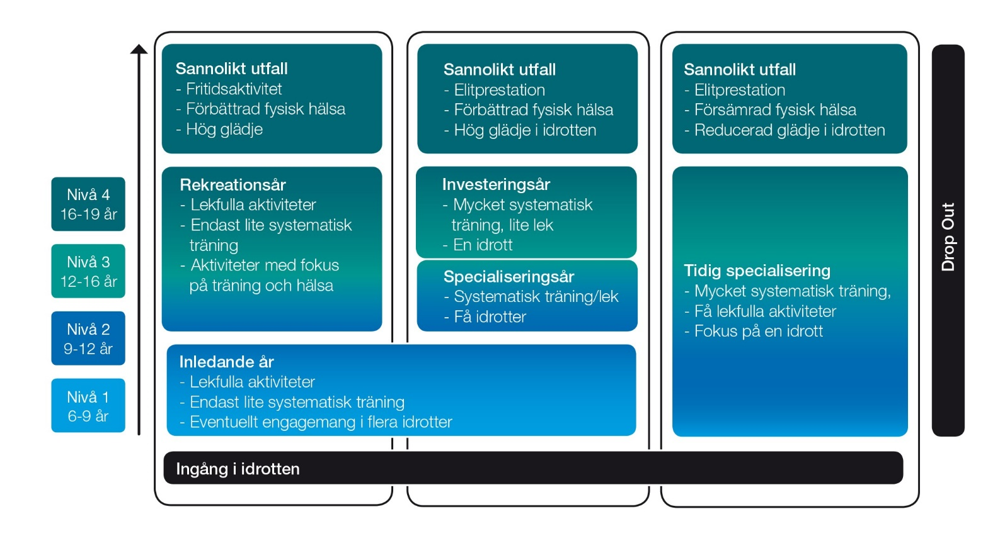 Sannolikt utfall
- Fritidsaktivitet
- Förbättrad fysisk hälsa
- Hög glädje
Sannolikt utfall
- Elitprestation
- Förbättrad fysisk hälsa
- Hög glädje i idrotten
Sannolikt utfall
- Elitprestation
- Försämrad fysisk hälsa
- Reducerad glädje i idrotten
Nivå 4
16-19 år
Nivå 3
12-16 år
Nivå 2
9-12 år
Nivå 1
6-9 år
Rekreationsår
- Lekfulla aktiviteter
- Endast lite systematisk
träning
- Aktiviteter med fokus
på träning och hälsa
Investeringsår
- Mycket systematisk
träning, lite lek
- En idrott
Specialiseringsår
- Systematisk träning/lek
- Få idrotter
Tidig specialisering
- Mycket systematisk träning,
- Få lekfulla aktiviteter
- Fokus på en idrott
Inledande år
- Lekfulla aktiviteter
- Endast lite systematisk träning
- Eventuellt engagemang i flera idrotter
Ingång i idrotten
Drop Out